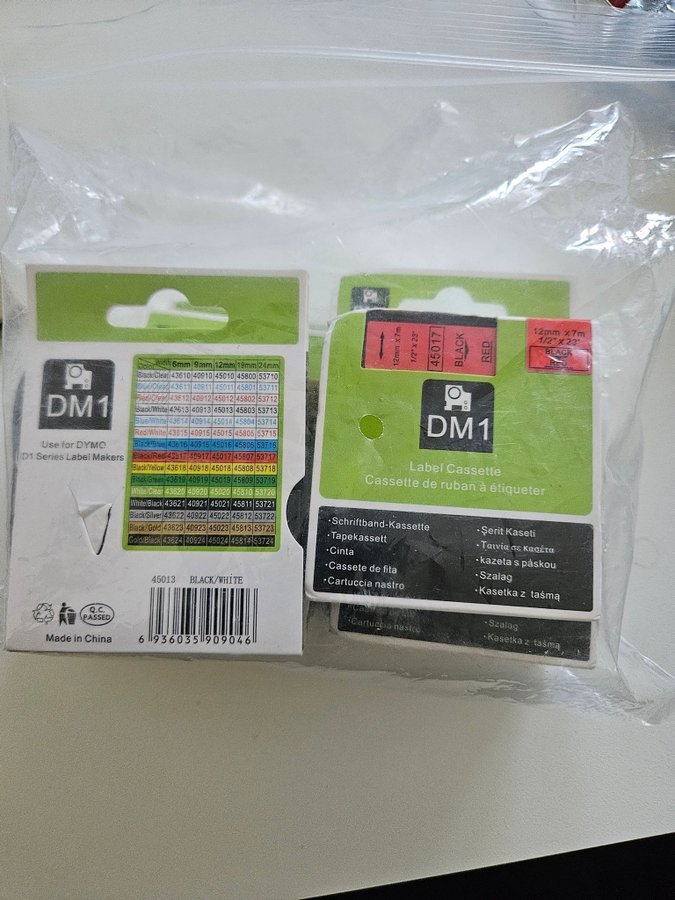 DM1
Use for DYMO
D1 Series Label Makers
Width 6mm 9mm 12mm 19mm 24mm
Black/Clear 43610 40910 45010 45800 53710
Blue/Clear 43611 40911 45011 45801 53711
Red/Clear 43612 40912 45012 45802 53712
Black/White 43613 40913 45013 45803 53713
Blue/White 43614 40914 45014 45804 53714
Red/White 43615 40915 45015 45805 53715
Black/Blue 43616 40916 45016 45806 53716
Black/Red 43617 40917 45017 45807 53717
Black/Yellow 43618 40918 45018 45808 53718
Black/Green 43619 40919 45019 45809 53719
White/Clear 43620 40920 45020 45810 53720
White/Black 43621 40921 45021 45811 53721
Black/Silver 43622 40922 45022 45812 53722
Black/Gold 43623 40923 45023 45813 53723
Gold/Black 43624 40924 45024 45814 53724
45013 BLACK/WHITE
Q.C.
PASSED
Made in China
6 936035 909046
12mm x 7m
1/2" x 23'
45017
BLACK
RED
12mm x 7m
1/2" x 23'
BLACK
RED
DM1
Label Cassette
Cassette de ruban à étiqueter
·Schriftband-Kassette
·Tapekassett
·Cinta
·Cassete de fita
·Cartuccia nastro
·Şerit Kaseti
·Ταινία σε κασέτα
·kazeta s páskou
·Szalag
·Kasetka z taśmą
·Cartuccia nastro
·Szalag
·Kasetka z taśmą